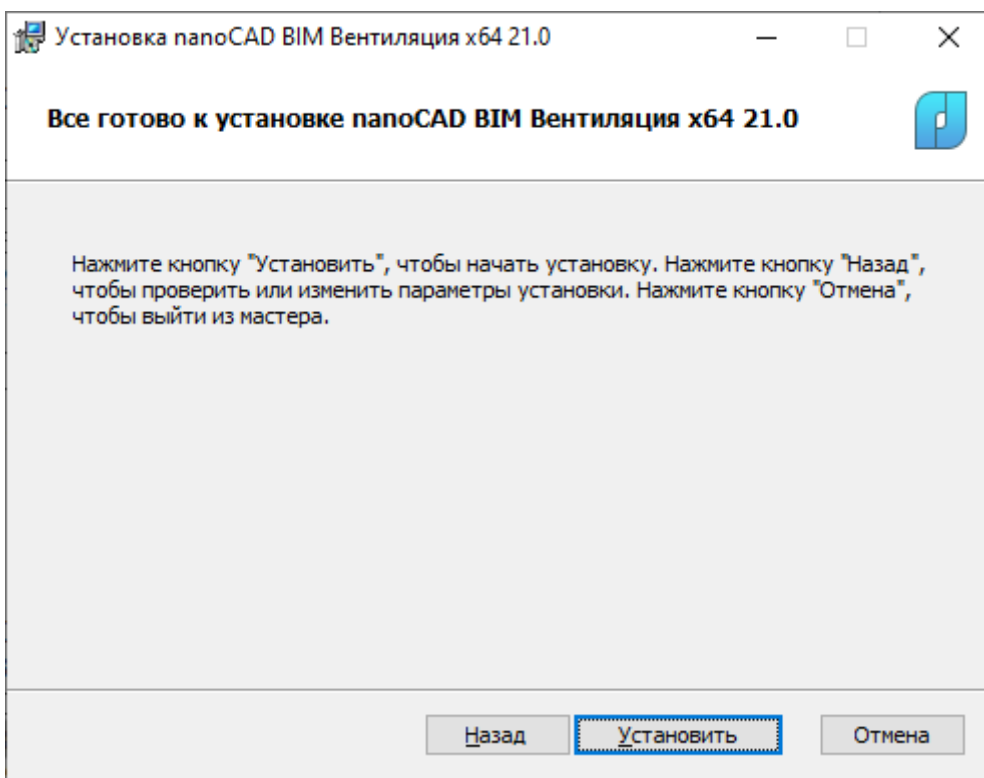 Установка nanoCAD BIM Вентиляция x64 21.0
Все готово к установке nanoCAD BIM Вентиляция x64 21.0
Нажмите кнопку "Установить", чтобы начать установку. Нажмите кнопку "Назад",
чтобы проверить или изменить параметры установки. Нажмите кнопку "Отмена",
чтобы выйти из мастера.
Назад
Установить
Отмена